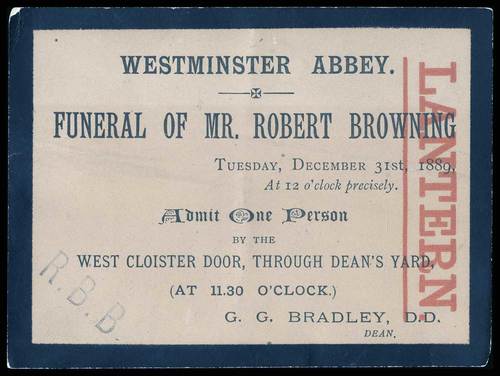 WESTMINSTER ABBEY.
FUNERAL OF MR. ROBERT BROWNING
TUESDAY, DECEMBER 31ST, 1889,
At 12 o'clock precisely.
Admit One Person
BY THE
WEST CLOISTER DOOR, THROUGH DEAN'S YARD,
(AT 11.30 O'CLOCK.)
G. G. BRADLEY, D.D.
DEAN.
LANTERN.
R.B.B